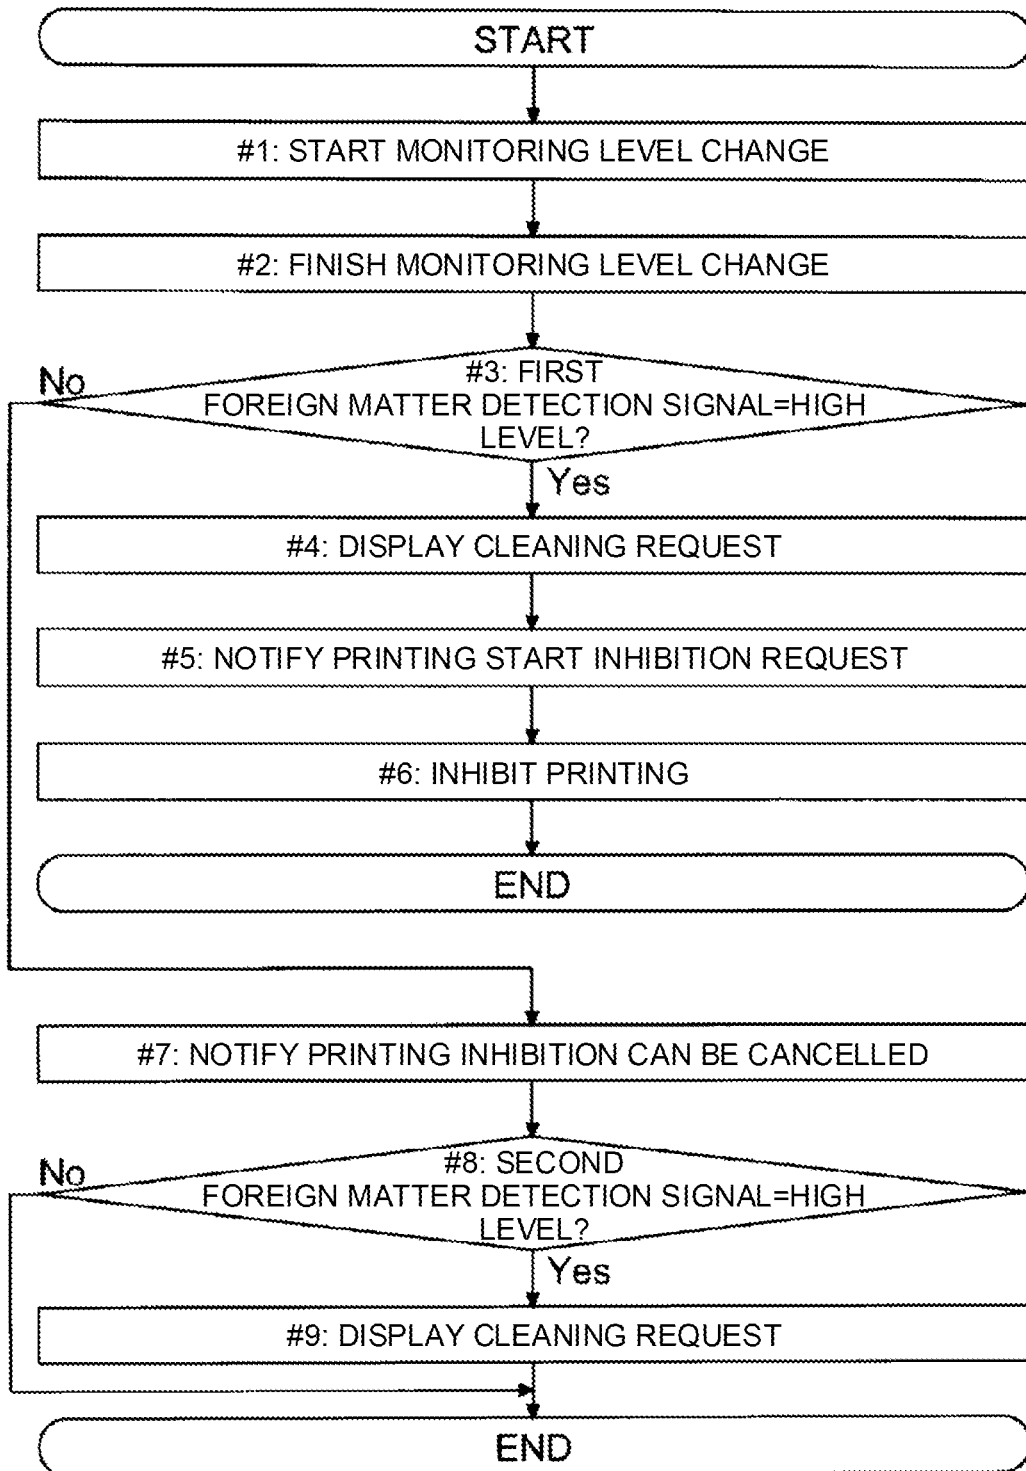 START
#1: START MONITORING LEVEL CHANGE
#2: FINISH MONITORING LEVEL CHANGE
No
#3: FIRST
FOREIGN MATTER DETECTION SIGNAL=HIGH
LEVEL?
Yes
#4: DISPLAY CLEANING REQUEST
#5: NOTIFY PRINTING START INHIBITION REQUEST
#6: INHIBIT PRINTING
END
#7: NOTIFY PRINTING INHIBITION CAN BE CANCELLED
No
#8: SECOND
FOREIGN MATTER DETECTION SIGNAL=HIGH
LEVEL?
Yes
#9: DISPLAY CLEANING REQUEST
END